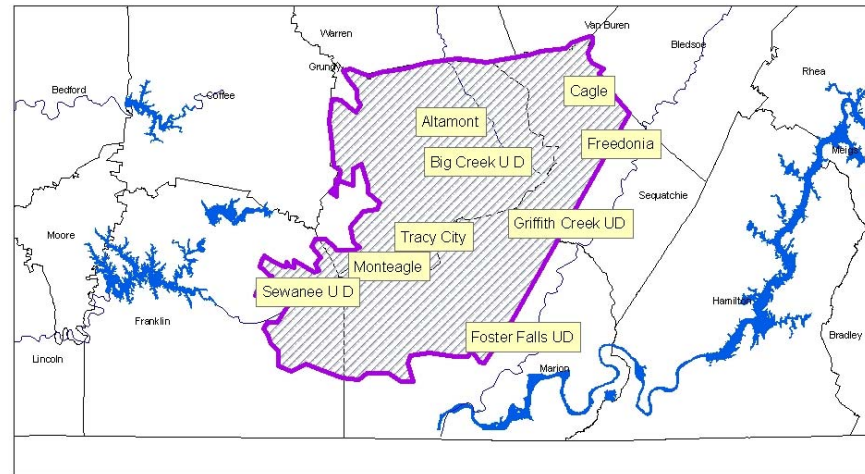 Van Buren
Warren
Bledsoe
Grundy
Rhea
Bedford
Coffee
Cagle
Altamont
Freedonia
Meigs
Big Creek U D
Sequatchie
Griffith Creek UD
Moore
Tracy City
Monteagle
Sewanee U D
Hamilton
Franklin
Foster Falls UD
Bradley
Lincoln
Marion